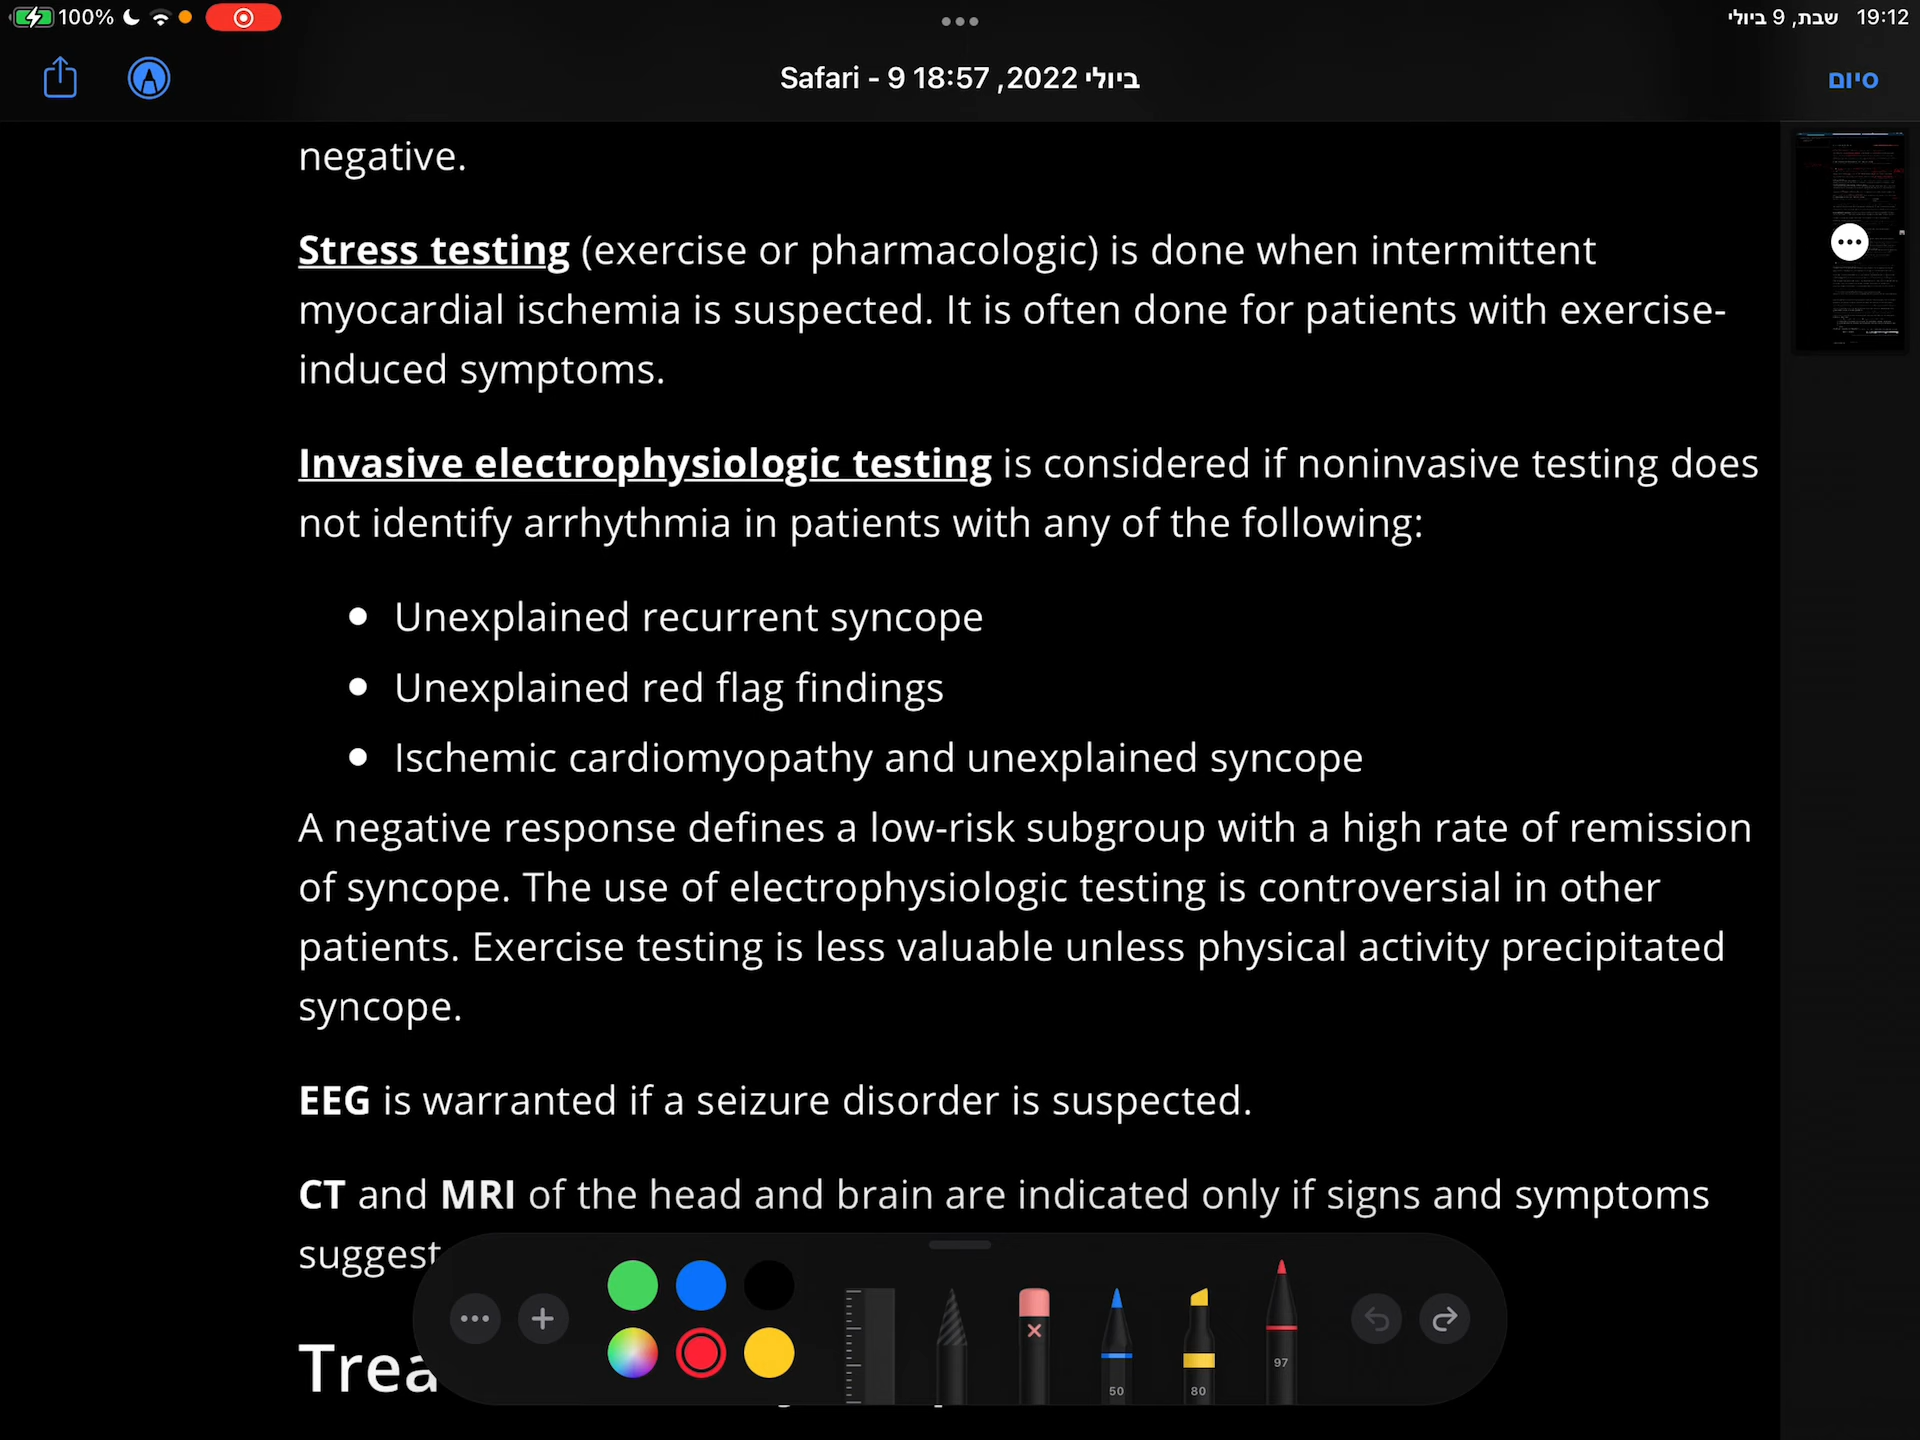 100%
שבת, 9 ביולי 19:12
Safari - 9 ביולי 2022, 18:57
סיום
negative.
Stress testing (exercise or pharmacologic) is done when intermittent
myocardial ischemia is suspected. It is often done for patients with exercise-
induced symptoms.
Invasive electrophysiologic testing is considered if noninvasive testing does
not identify arrhythmia in patients with any of the following:
• Unexplained recurrent syncope
• Unexplained red flag findings
• Ischemic cardiomyopathy and unexplained syncope
A negative response defines a low-risk subgroup with a high rate of remission
of syncope. The use of electrophysiologic testing is controversial in other
patients. Exercise testing is less valuable unless physical activity precipitated
syncope.
EEG is warranted if a seizure disorder is suspected.
CT and MRI of the head and brain are indicated only if signs and symptoms
suggest
Trea
50
80
97